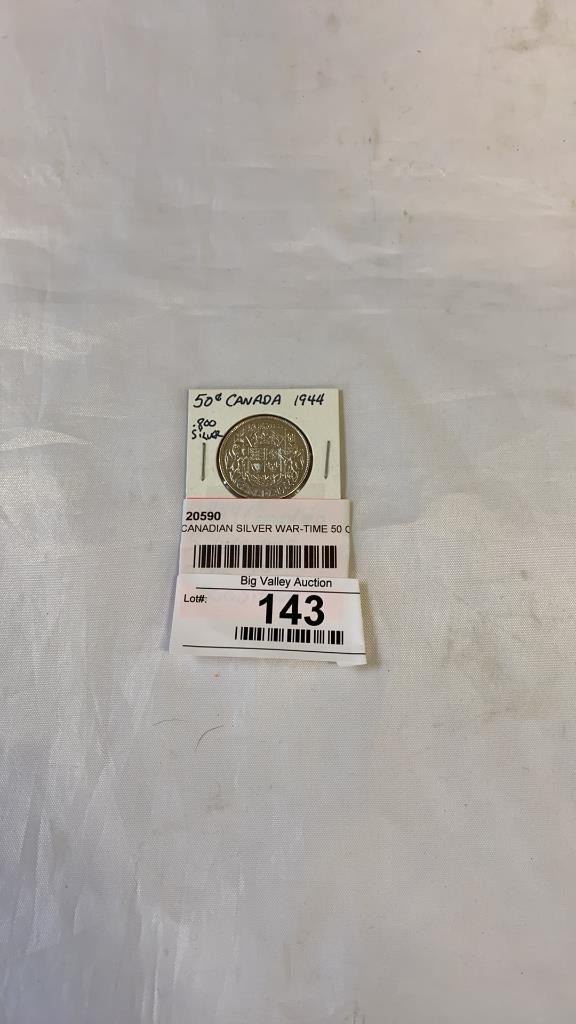 50¢ CANADA 1944
.800
SILVER
20590
CANADIAN SILVER WAR-TIME 50 C
Big Valley Auction
Lot#:
143